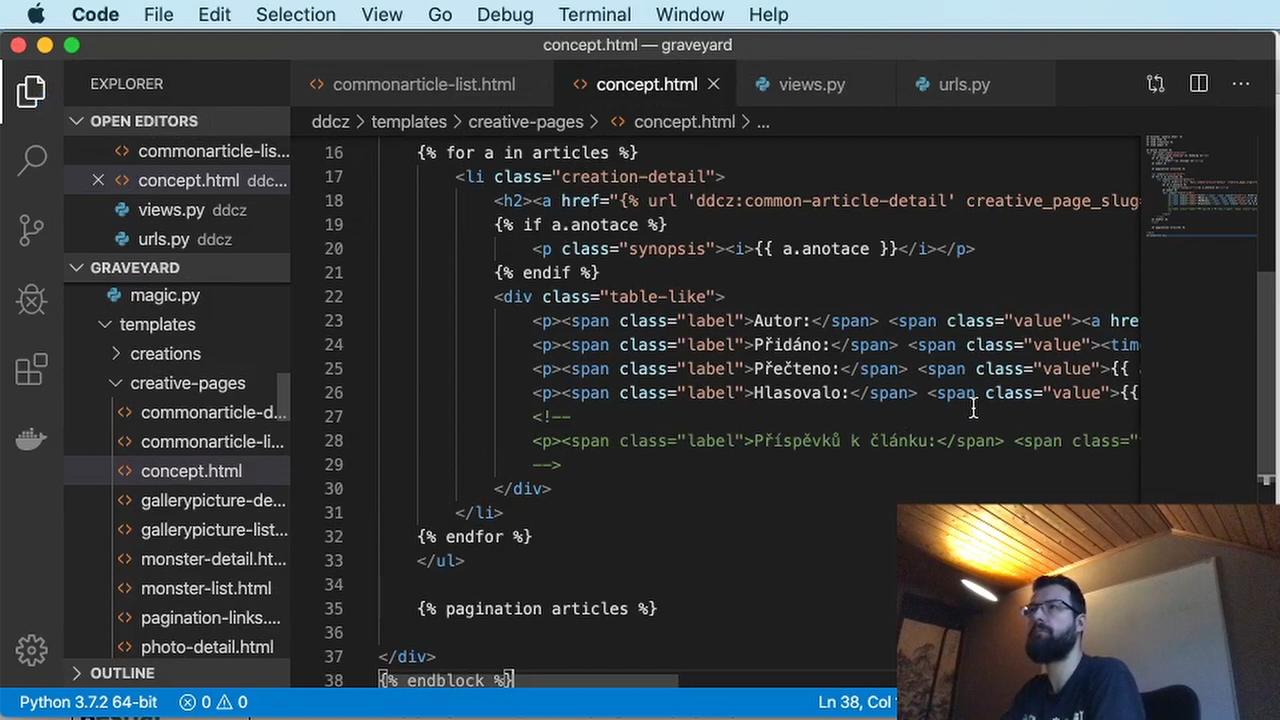 Code File Edit Selection View Go Debug Terminal Window Help
concept.html — graveyard
EXPLORER
commonarticle-list.html
concept.html
views.py
urls.py
OPEN EDITORS
ddcz > templates > creative-pages > concept.html > ...
commonarticle-lis...
concept.html ddc...
views.py ddcz
urls.py ddcz
GRAVEYARD
magic.py
templates
creations
creative-pages
commonarticle-d...
commonarticle-li...
concept.html
gallerypicture-de...
gallerypicture-list...
monster-detail.ht...
monster-list.html
pagination-links....
photo-detail.html
OUTLINE
16 {% for a in articles %}
17 <li class="creation-detail">
18 <h2><a href="{% url 'ddcz:common-article-detail' creative_page_slug=
19 {% if a.anotace %}
20 <p class="synopsis"><i>{{ a.anotace }}</i></p>
21 {% endif %}
22 <div class="table-like">
23 <p><span class="label">Autor:</span> <span class="value"><a hre
24 <p><span class="label">Přidáno:</span> <span class="value"><tim
25 <p><span class="label">Přečteno:</span> <span class="value">{{
26 <p><span class="label">Hlasovalo:</span> <span class="value">{{
27 <!--
28 <p><span class="label">Příspěvků k článku:</span> <span class="
29 -->
30 </div>
31 </li>
32 {% endfor %}
33 </ul>
34
35 {% pagination articles %}
36
37 </div>
38 {% endblock %}
Python 3.7.2 64-bit
0
0
Ln 38, Col